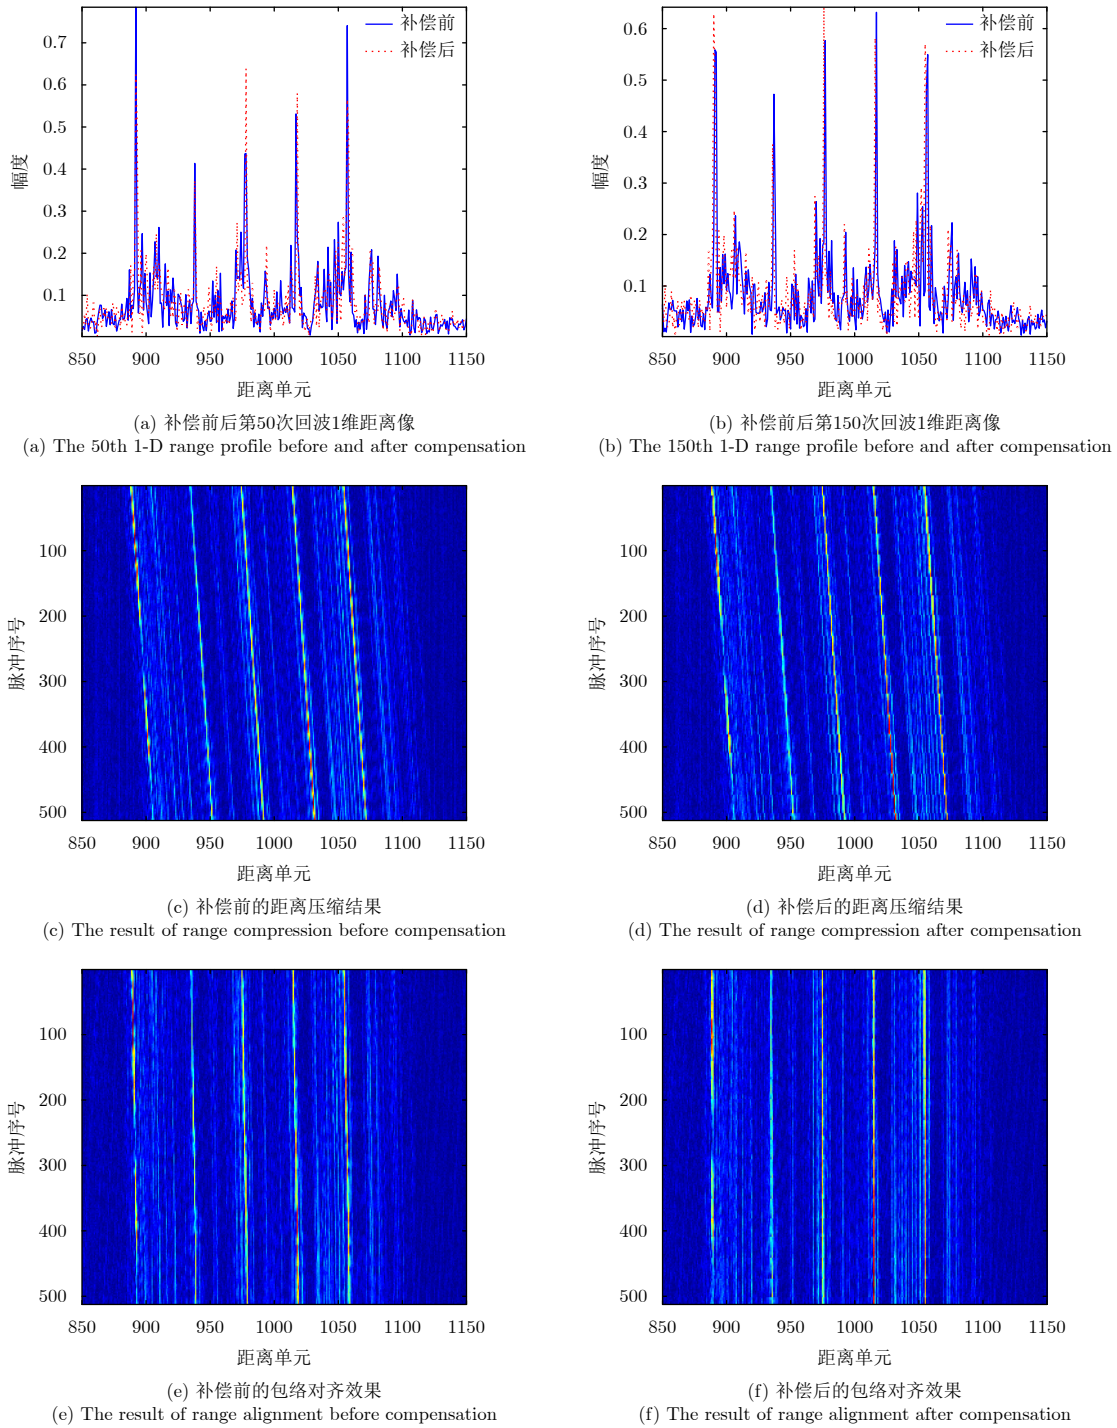 补偿前
补偿后
0.7
0.6
0.5
0.4
0.3
0.2
0.1
幅度
850 900 950 1000 1050 1100 1150
距离单元
(a) 补偿前后第50次回波1维距离像
(a) The 50th 1-D range profile before and after compensation
补偿前
补偿后
0.6
0.5
0.4
0.3
0.2
0.1
幅度
850 900 950 1000 1050 1100 1150
距离单元
(b) 补偿前后第150次回波1维距离像
(b) The 150th 1-D range profile before and after compensation
100
200
300
400
500
脉冲序号
850 900 950 1000 1050 1100 1150
距离单元
(c) 补偿前的距离压缩结果
(c) The result of range compression before compensation
100
200
300
400
500
脉冲序号
850 900 950 1000 1050 1100 1150
距离单元
(d) 补偿后的距离压缩结果
(d) The result of range compression after compensation
100
200
300
400
500
脉冲序号
850 900 950 1000 1050 1100 1150
距离单元
(e) 补偿前的包络对齐效果
(e) The result of range alignment before compensation
100
200
300
400
500
脉冲序号
850 900 950 1000 1050 1100 1150
距离单元
(f) 补偿后的包络对齐效果
(f) The result of range alignment after compensation